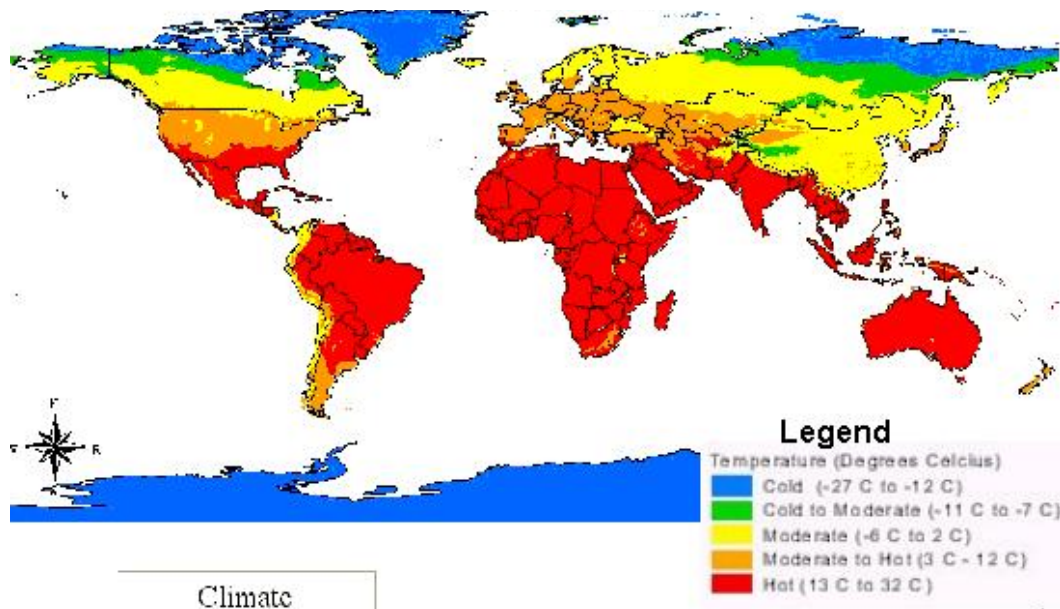 Legend
Temperature (Degrees Celcius)
Cold (-27 C to -12 C)
Cold to Moderate (-11 C to -7 C)
Moderate (-6 C to 2 C)
Moderate to Hot (3 C - 12 C)
Hot (13 C to 32 C)
Climate